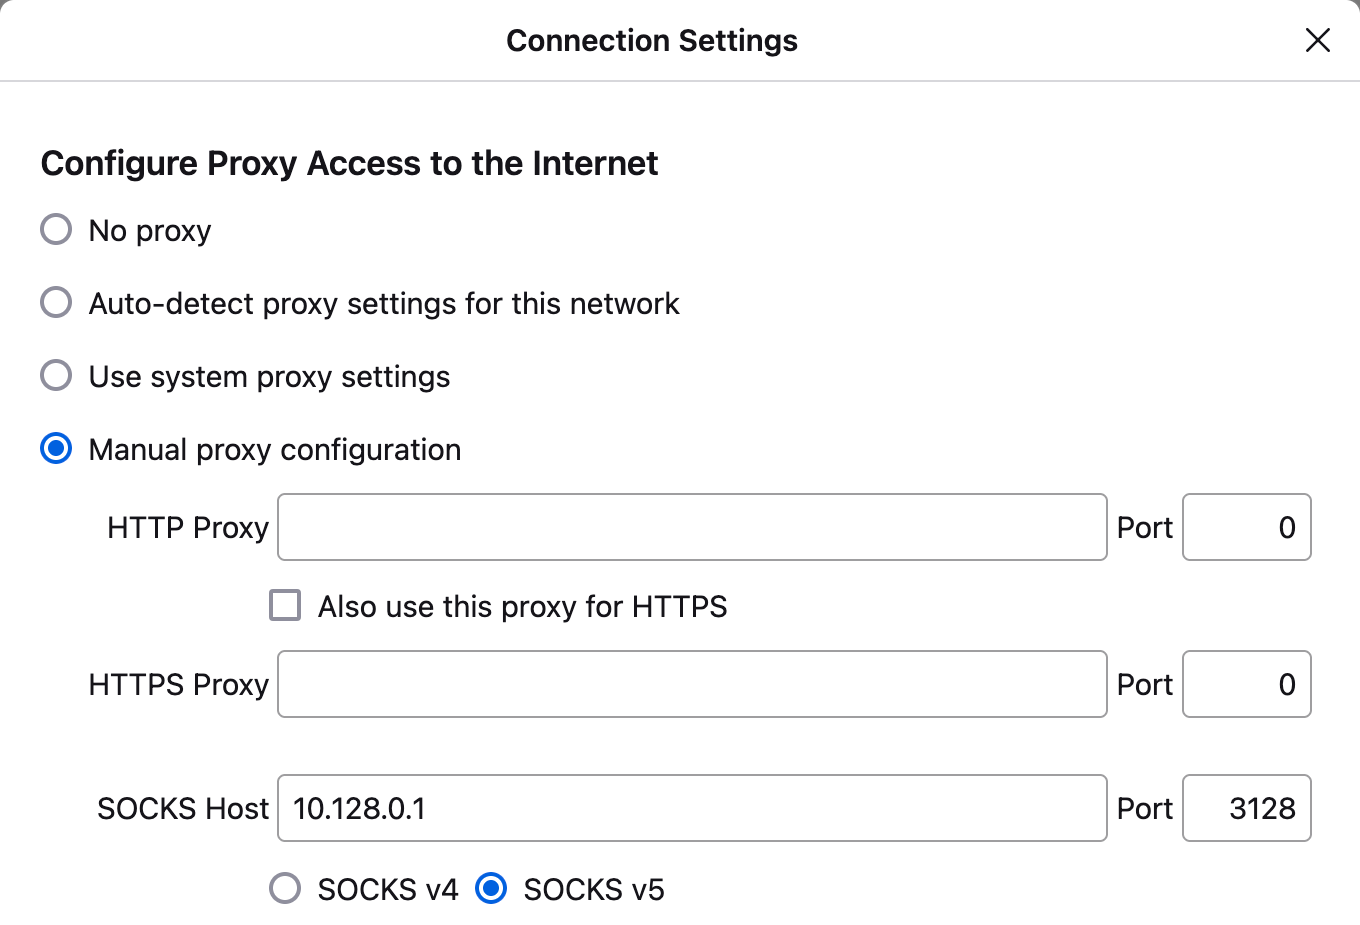 Connection Settings
Configure Proxy Access to the Internet
No proxy
Auto-detect proxy settings for this network
Use system proxy settings
Manual proxy configuration
HTTP Proxy Port 0
Also use this proxy for HTTPS
HTTPS Proxy Port 0
SOCKS Host 10.128.0.1 Port 3128
SOCKS v4 SOCKS v5